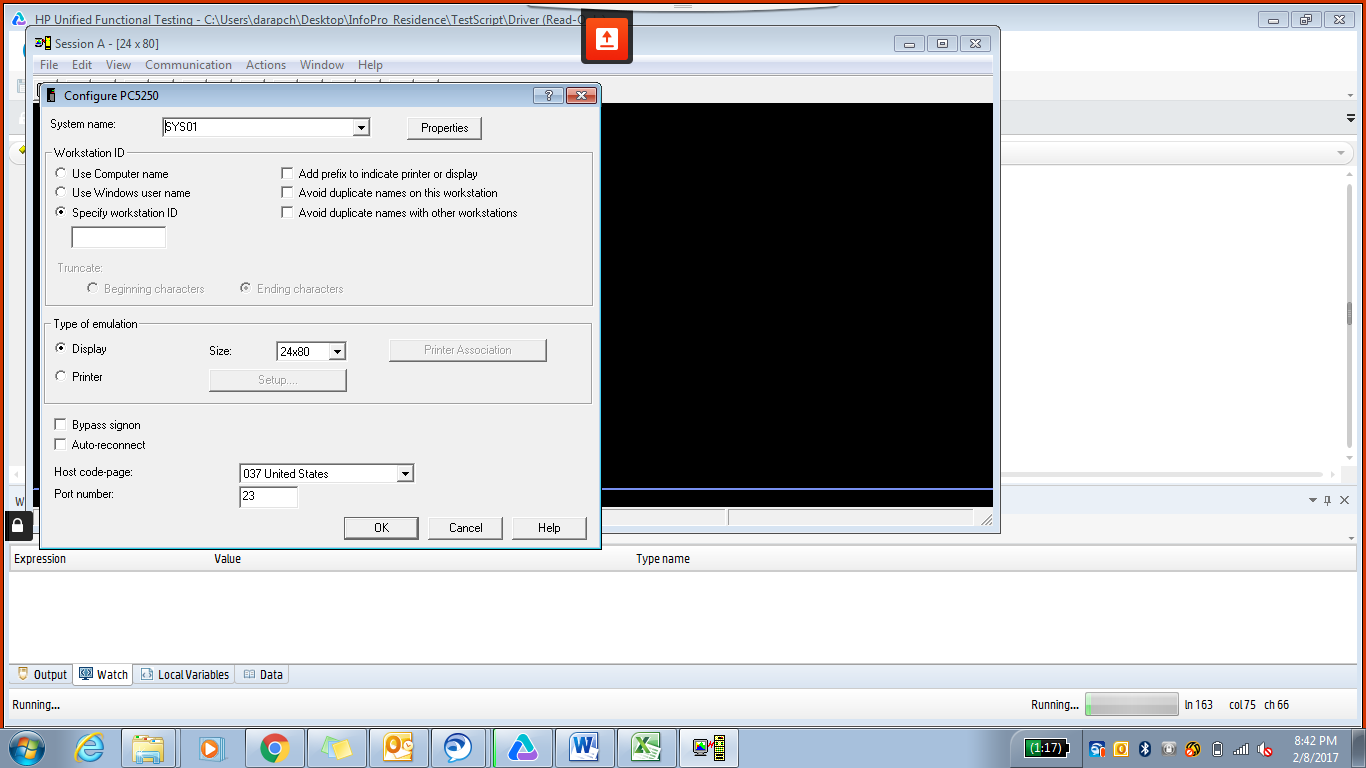 HP Unified Functional Testing - C:\Users\darapch\Desktop\InfoPro_Residence\TestScript\Driver (Read-O
Session A - [24 x 80]
File Edit View Communication Actions Window Help
Configure PC5250
System name: SYS01 Properties
Workstation ID
Use Computer name Add prefix to indicate printer or display
Use Windows user name Avoid duplicate names on this workstation
Specify workstation ID Avoid duplicate names with other workstations
Truncate:
Beginning characters Ending characters
Type of emulation
Display Size: 24x80 Printer Association
Printer Setup....
Bypass signon
Auto-reconnect
Host code-page: 037 United States
Port number: 23
W
OK Cancel Help
Expression Value Type name
Output Watch Local Variables Data
Running... Running... ln 163 col 75 ch 66
(1:17) 8:42 PM
2/8/2017